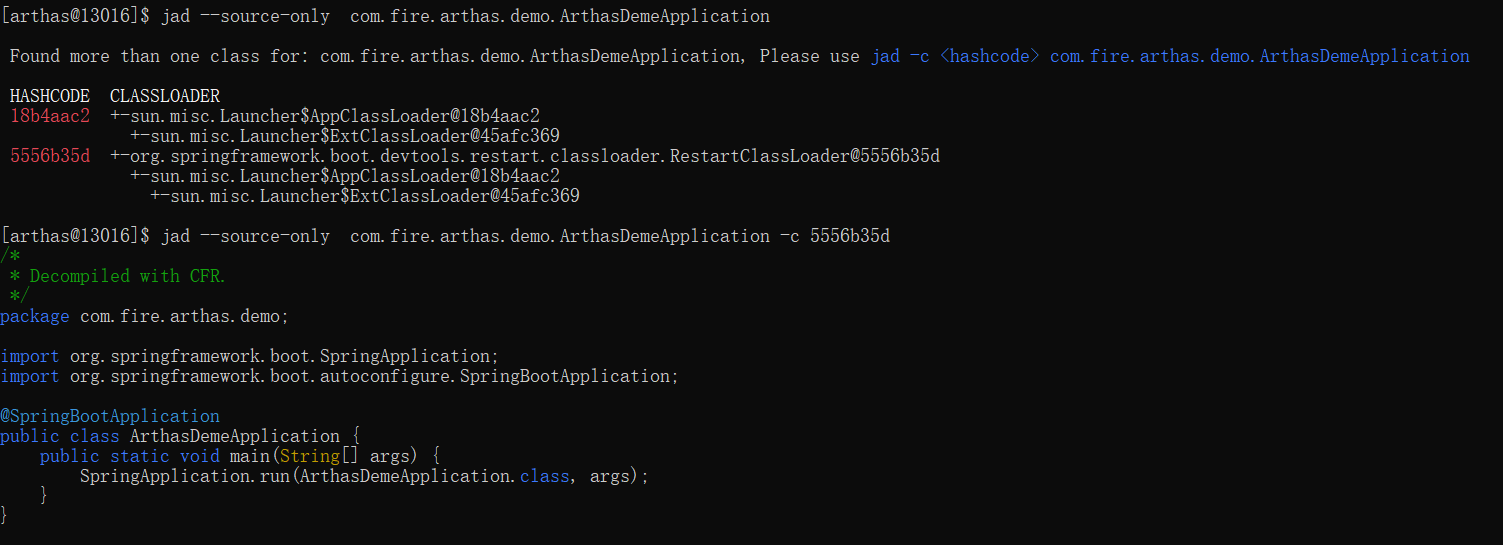 [arthas@13016]$ jad --source-only  com.fire.arthas.demo.ArthasDemeApplication
Found more than one class for: com.fire.arthas.demo.ArthasDemeApplication, Please use jad -c <hashcode> com.fire.arthas.demo.ArthasDemeApplication
HASHCODE  CLASSLOADER
18b4aac2  +-sun.misc.Launcher$AppClassLoader@18b4aac2
+-sun.misc.Launcher$ExtClassLoader@45afc369
5556b35d  +-org.springframework.boot.devtools.restart.classloader.RestartClassLoader@5556b35d
+-sun.misc.Launcher$AppClassLoader@18b4aac2
+-sun.misc.Launcher$ExtClassLoader@45afc369
[arthas@13016]$ jad --source-only  com.fire.arthas.demo.ArthasDemeApplication -c 5556b35d
/*
 * Decompiled with CFR.
 */
package com.fire.arthas.demo;
import org.springframework.boot.SpringApplication;
import org.springframework.boot.autoconfigure.SpringBootApplication;
@SpringBootApplication
public class ArthasDemeApplication {
    public static void main(String[] args) {
        SpringApplication.run(ArthasDemeApplication.class, args);
    }
}